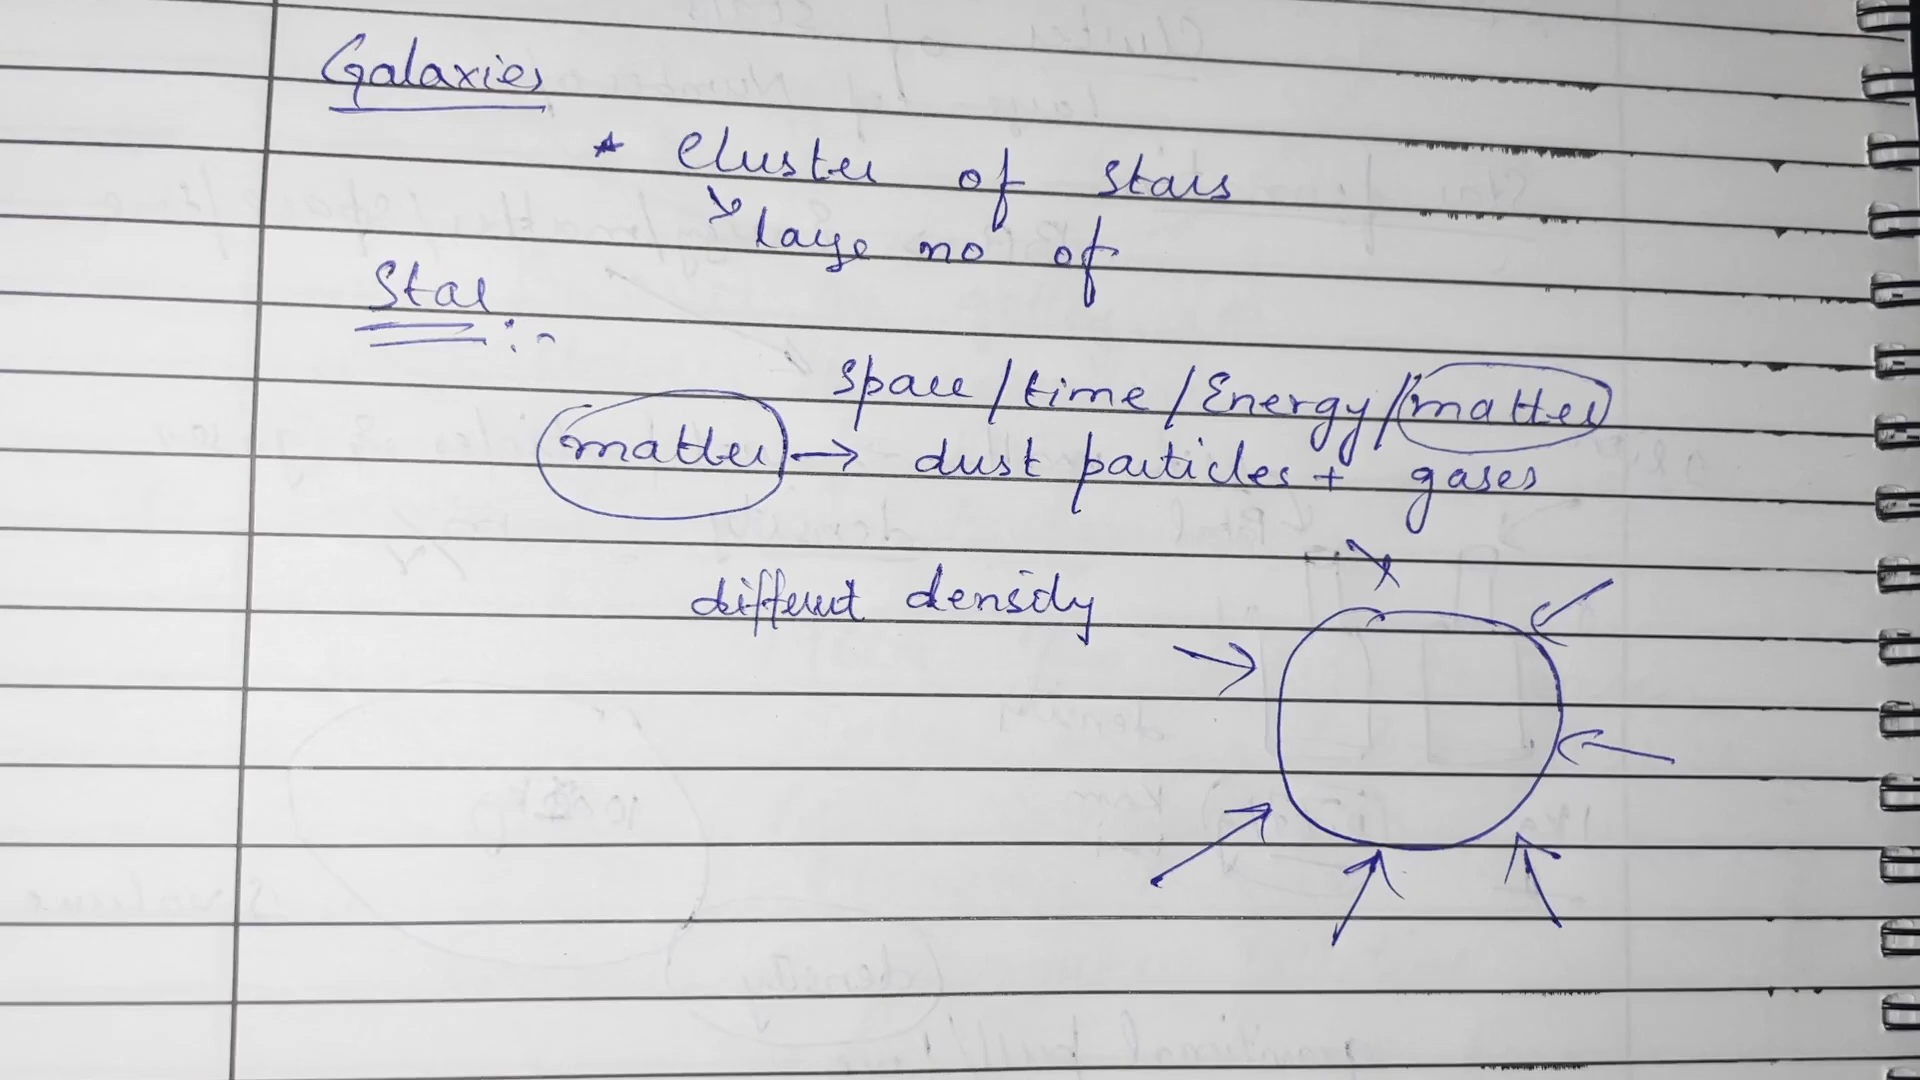 Galaxies
* Cluster of stars
large no of
Star :-
space / time / Energy / matter
matter → dust particles + gases
different density